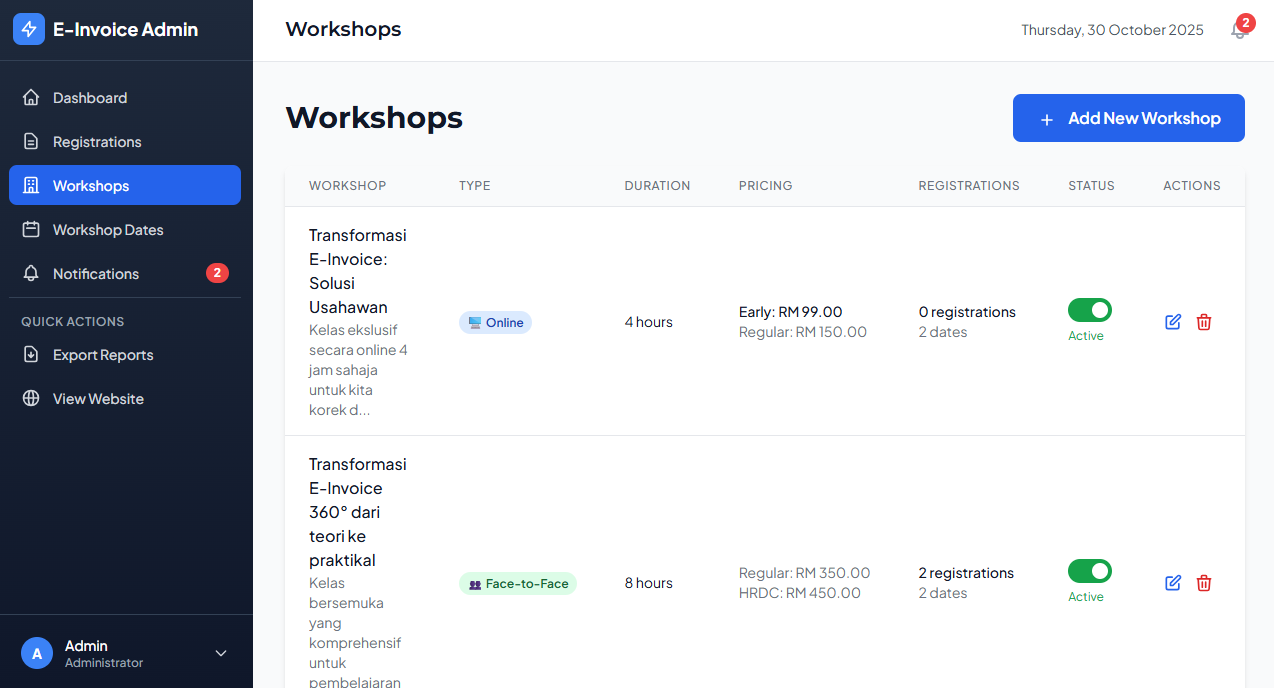 E-Invoice Admin
Dashboard
Registrations
Workshops
Workshop Dates
Notifications 2
QUICK ACTIONS
Export Reports
View Website
A
Admin
Administrator
Workshops
Thursday, 30 October 2025
2
Workshops
+ Add New Workshop
WORKSHOP TYPE DURATION PRICING REGISTRATIONS STATUS ACTIONS
Transformasi
E-Invoice:
Solusi
Usahawan
Kelas ekslusif
secara online 4
jam sahaja
untuk kita
korek d...
Online
4 hours
Early: RM 99.00
Regular: RM 150.00
0 registrations
2 dates
Active
Transformasi
E-Invoice
360° dari
teori ke
praktikal
Kelas
bersemuka
yang
komprehensif
untuk
pembelajaran
Face-to-Face
8 hours
Regular: RM 350.00
HRDC: RM 450.00
2 registrations
2 dates
Active